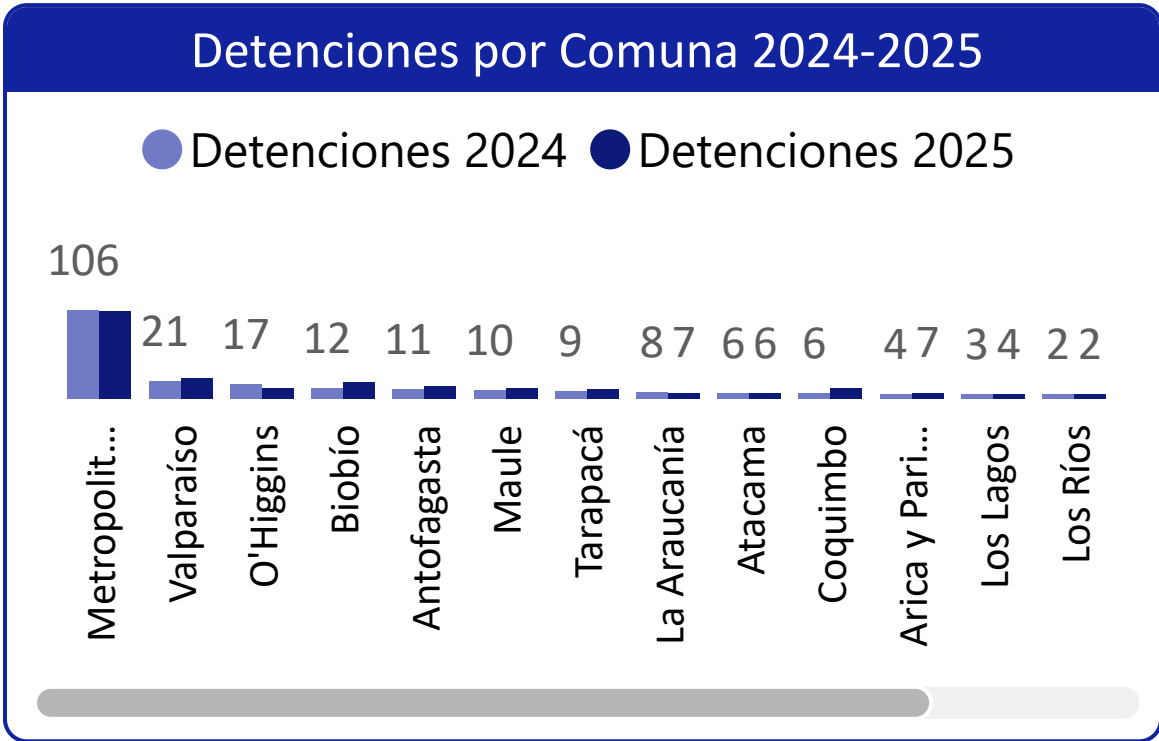 Detenciones por Comuna 2024-2025
Detenciones 2024 Detenciones 2025
106 21 17 12 11 10 9 8 7 6 6 6 4 7 3 4 2 2
Metropolit...
Valparaíso
O'Higgins
Biobío
Antofagasta
Maule
Tarapacá
La Araucanía
Atacama
Coquimbo
Arica y Pari...
Los Lagos
Los Ríos